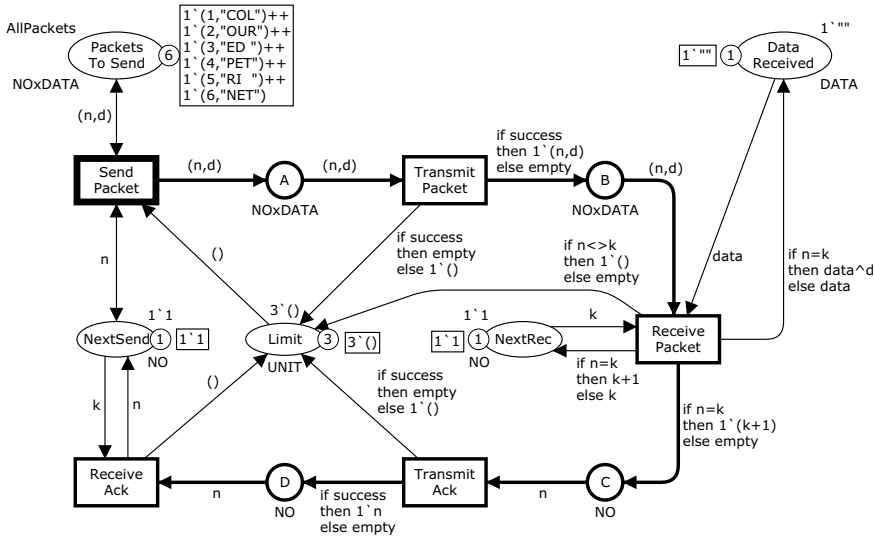 AllPackets
Packets
To Send
6
1`(1,"COL")++
1`(2,"OUR")++
1`(3,"ED ")++
1`(4,"PET")++
1`(5,"RI  ")++
1`(6,"NET")
NOxDATA
1`""
1`""
1
Data
Received
DATA
(n,d)
Send
Packet
(n,d)
A
NOxDATA
(n,d)
Transmit
Packet
if success
then 1`(n,d)
else empty
B
NOxDATA
(n,d)
n
()
if success
then empty
else 1`()
if n<>k
then 1`()
else empty
data
if n=k
then data^d
else data
1`1
NextSend
1
1`1
NO
3`()
Limit
3
3`()
UNIT
1`1
1`1
1
NextRec
NO
k
if n=k
then k+1
else k
Receive
Packet
k
n
()
if success
then empty
else 1`()
if n=k
then 1`(k+1)
else empty
Receive
Ack
n
D
NO
if success
then 1`n
else empty
Transmit
Ack
n
C
NO